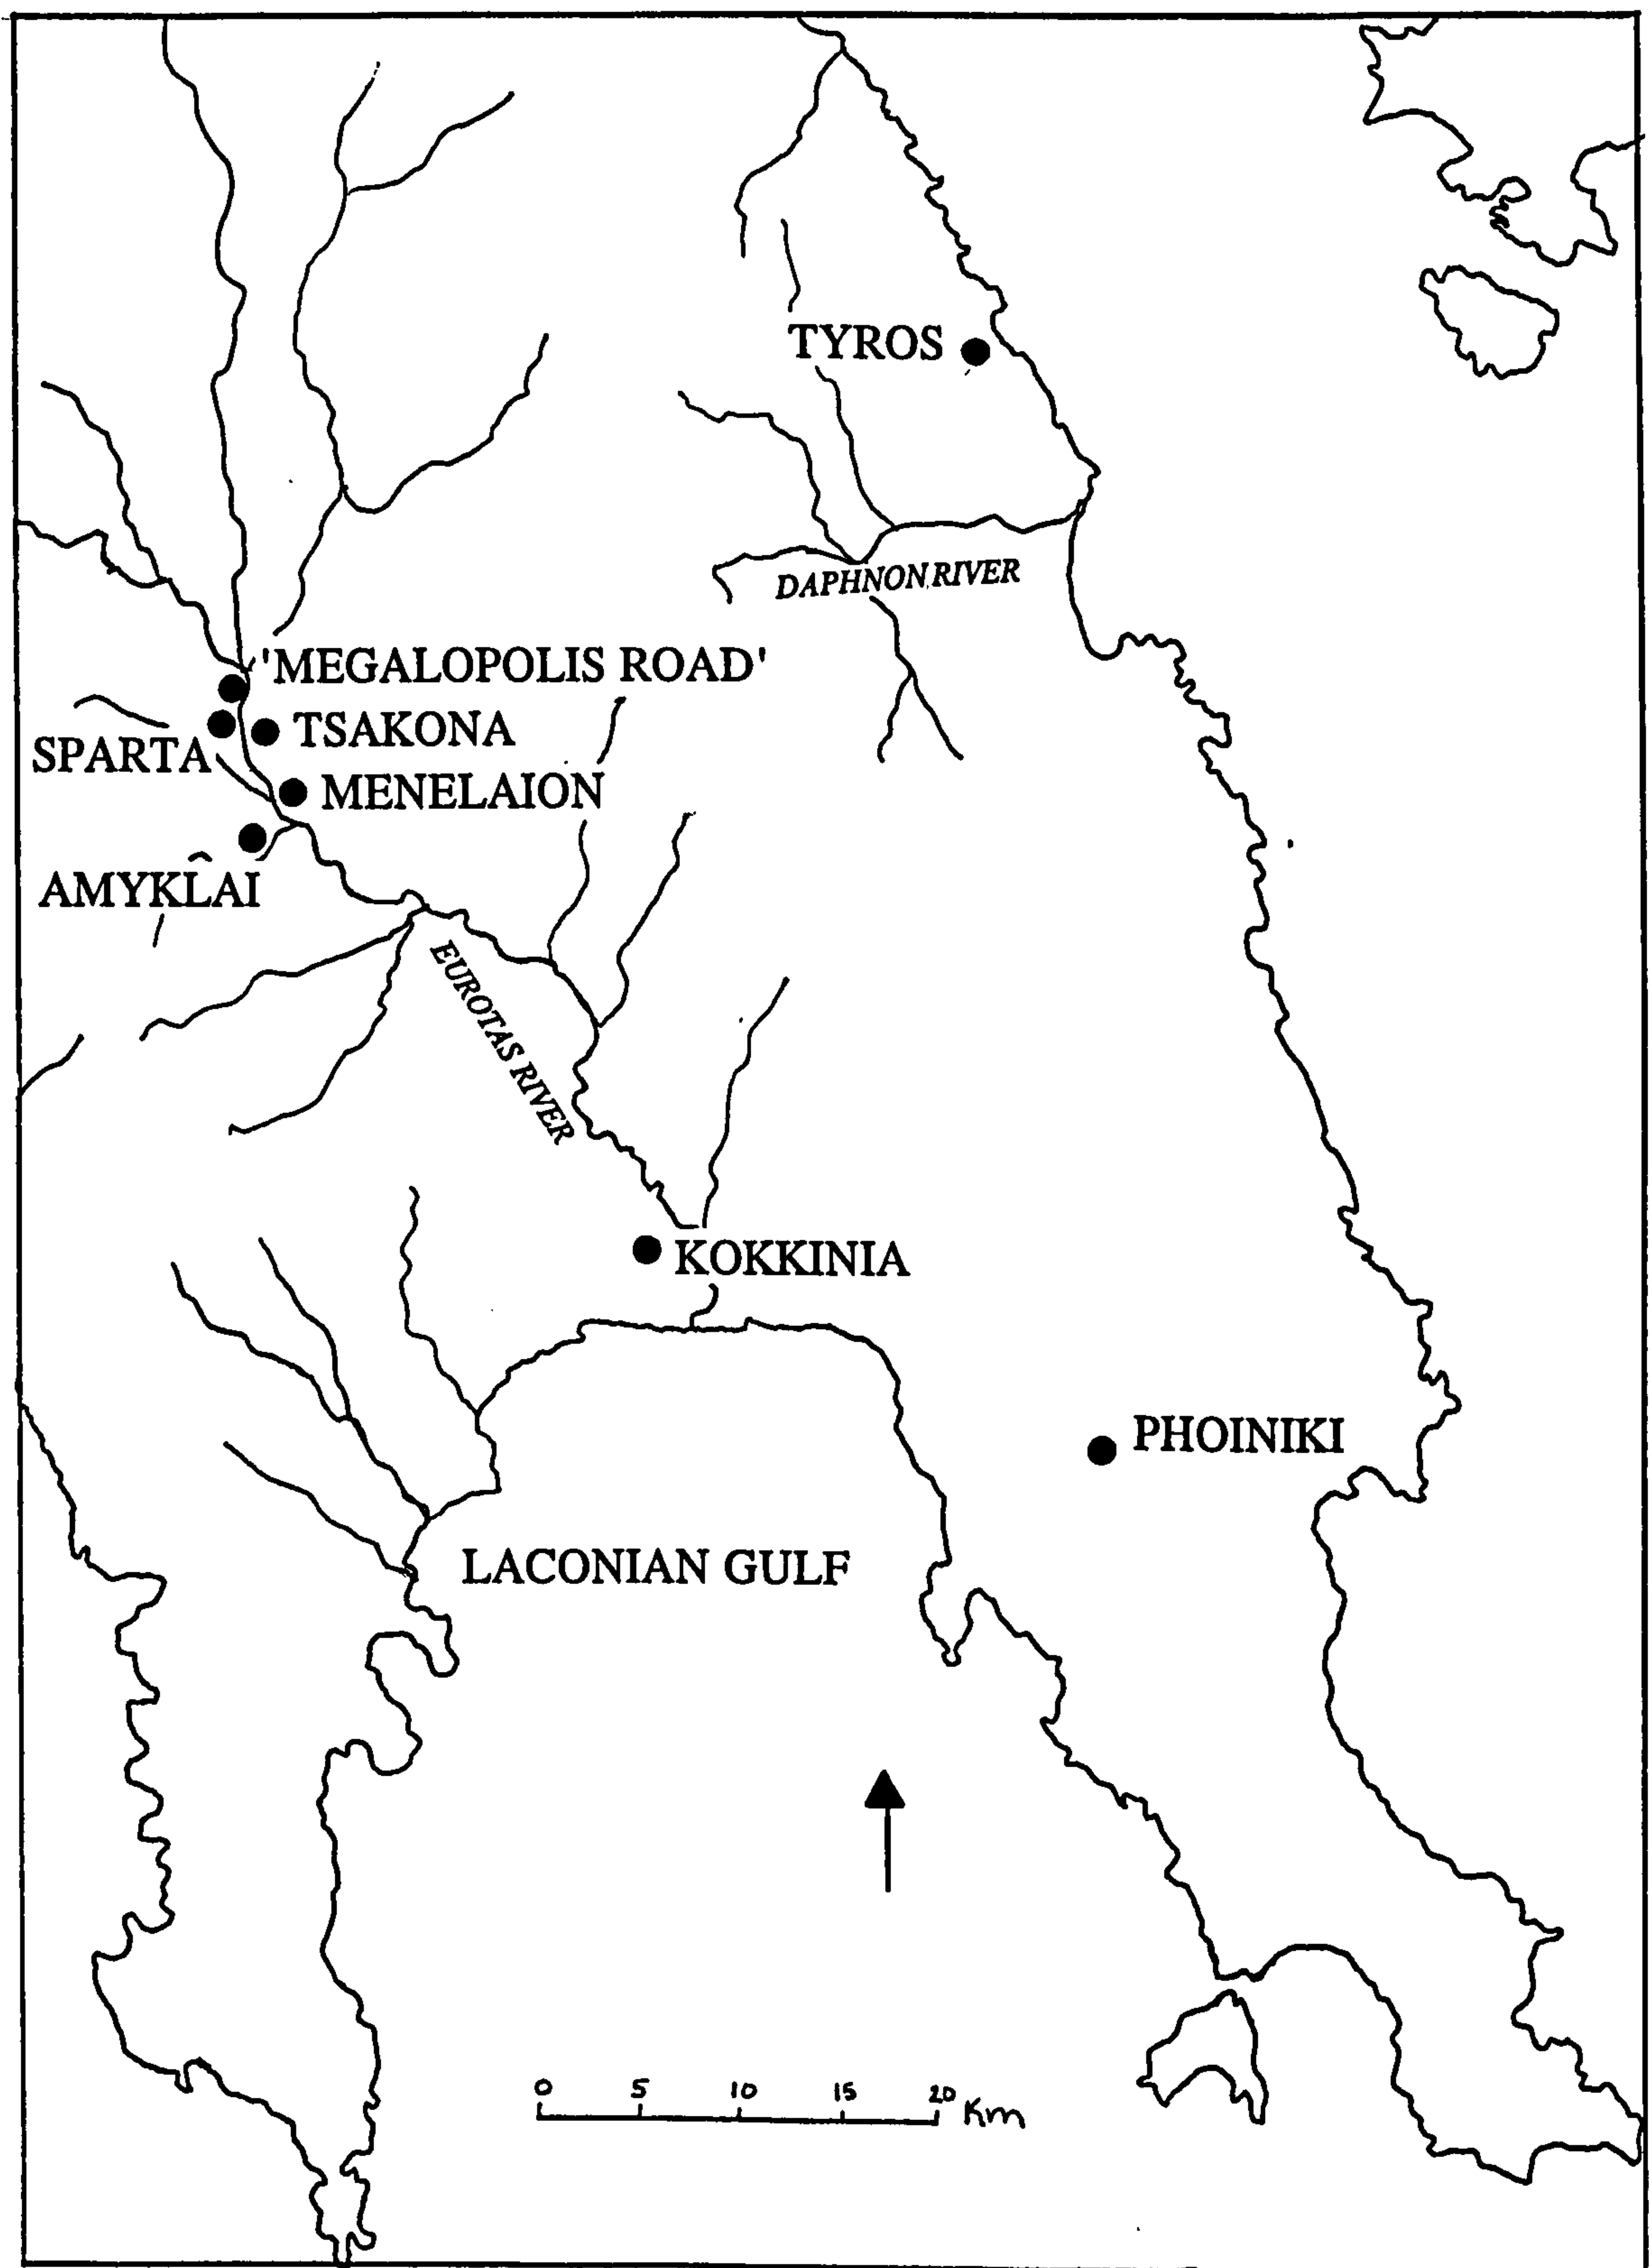 TYROS
DAPHNON RIVER
'MEGALOPOLIS ROAD'
TSAKONA
SPARTA
MENELAION
AMYKLAI
EUROTAS RIVER
KOKKINIA
PHOINIKI
LACONIAN GULF
0 5 10 15 20 Km